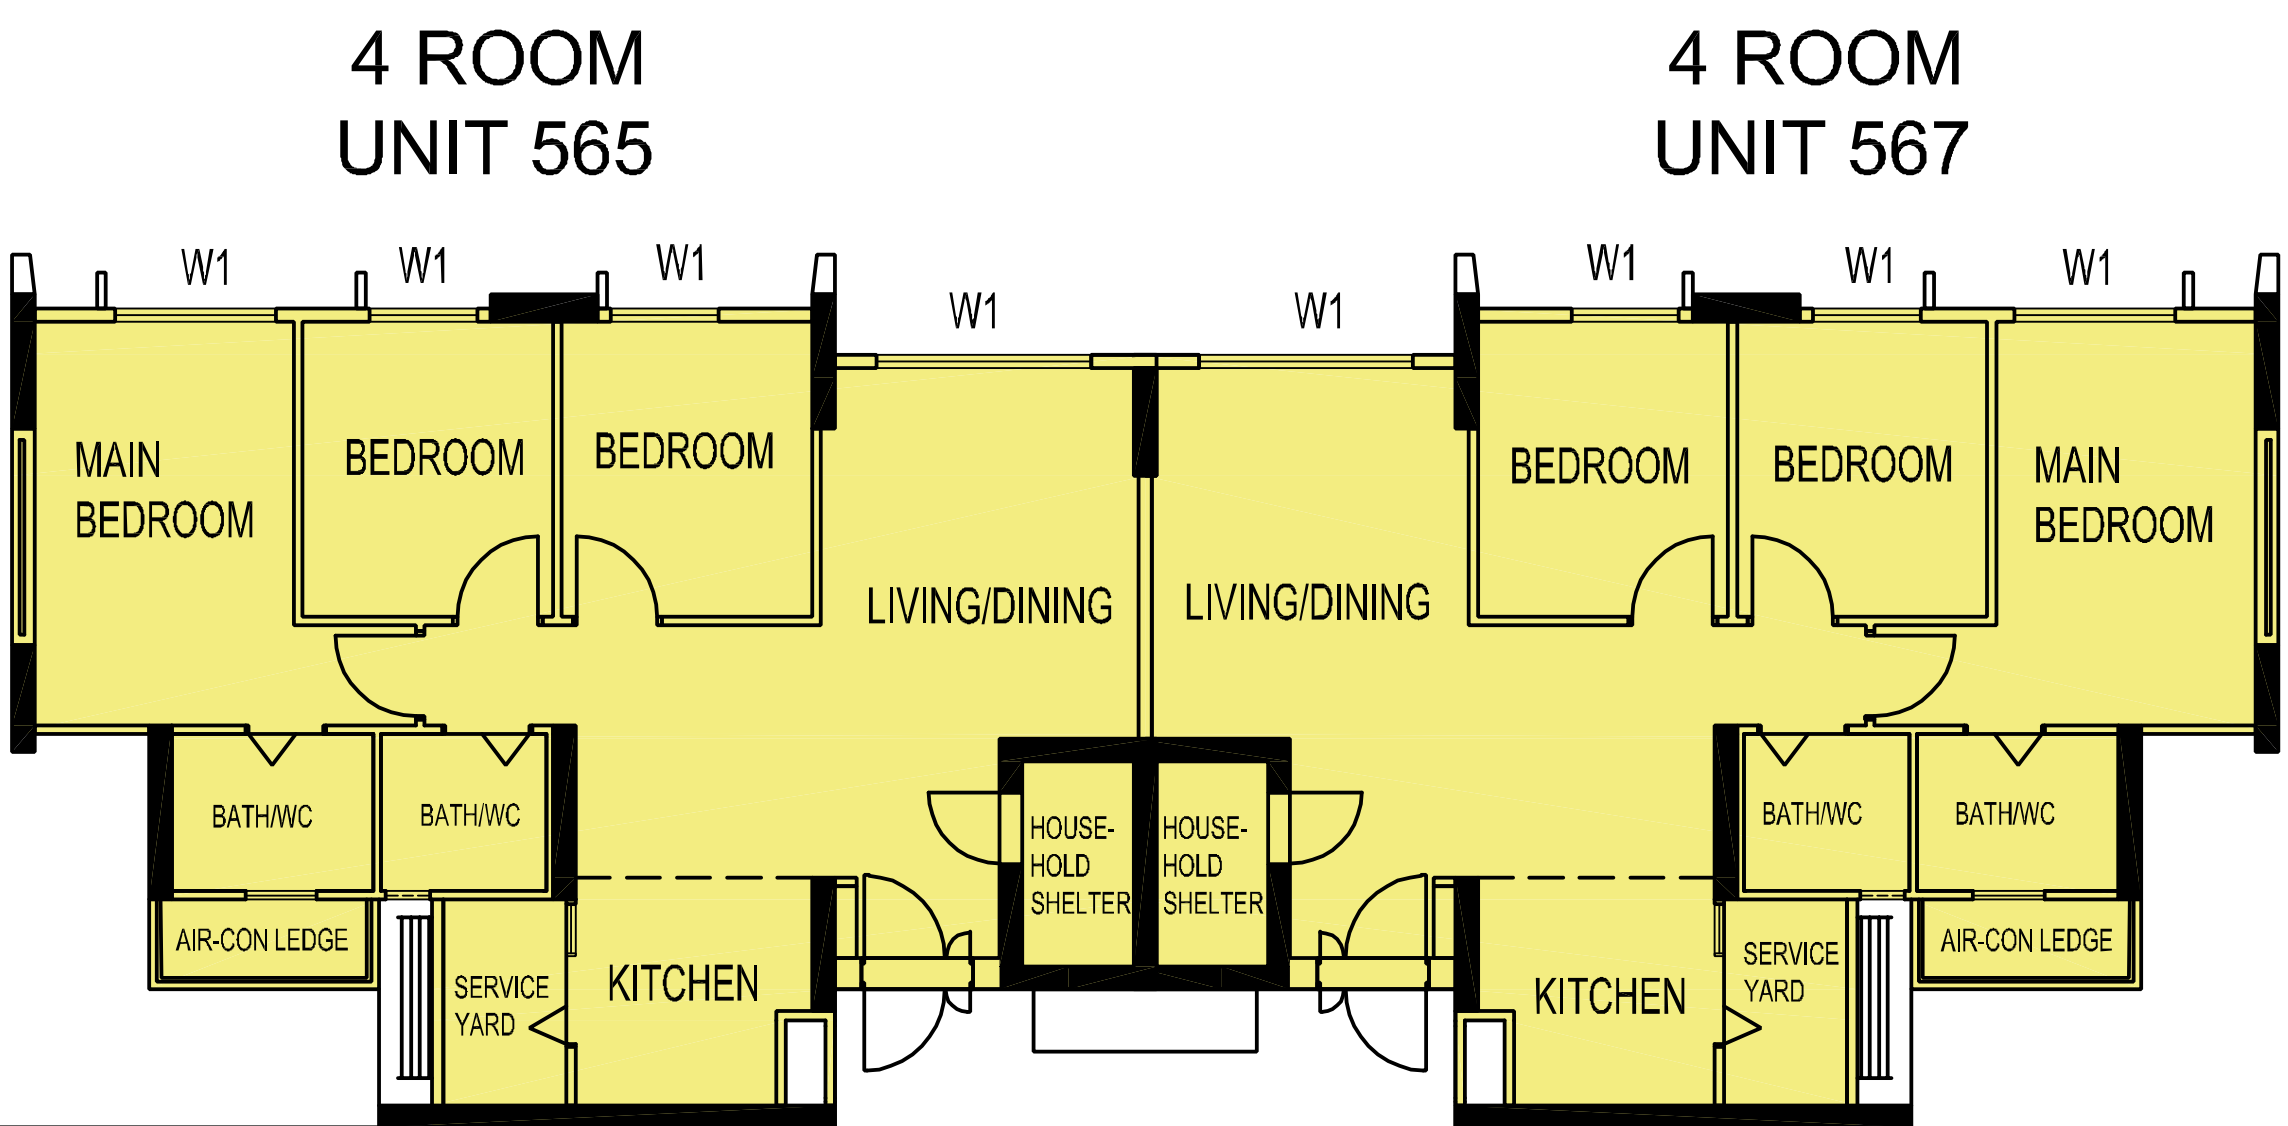 4 ROOM
UNIT 565
4 ROOM
UNIT 567
W1
W1
W1
W1
W1
W1
W1
W1
MAIN
BEDROOM
BEDROOM
BEDROOM
LIVING/DINING
LIVING/DINING
BEDROOM
BEDROOM
MAIN
BEDROOM
BATH/WC
BATH/WC
HOUSE-
HOLD
SHELTER
HOUSE-
HOLD
SHELTER
BATH/WC
BATH/WC
AIR-CON LEDGE
SERVICE
YARD
KITCHEN
KITCHEN
SERVICE
YARD
AIR-CON LEDGE